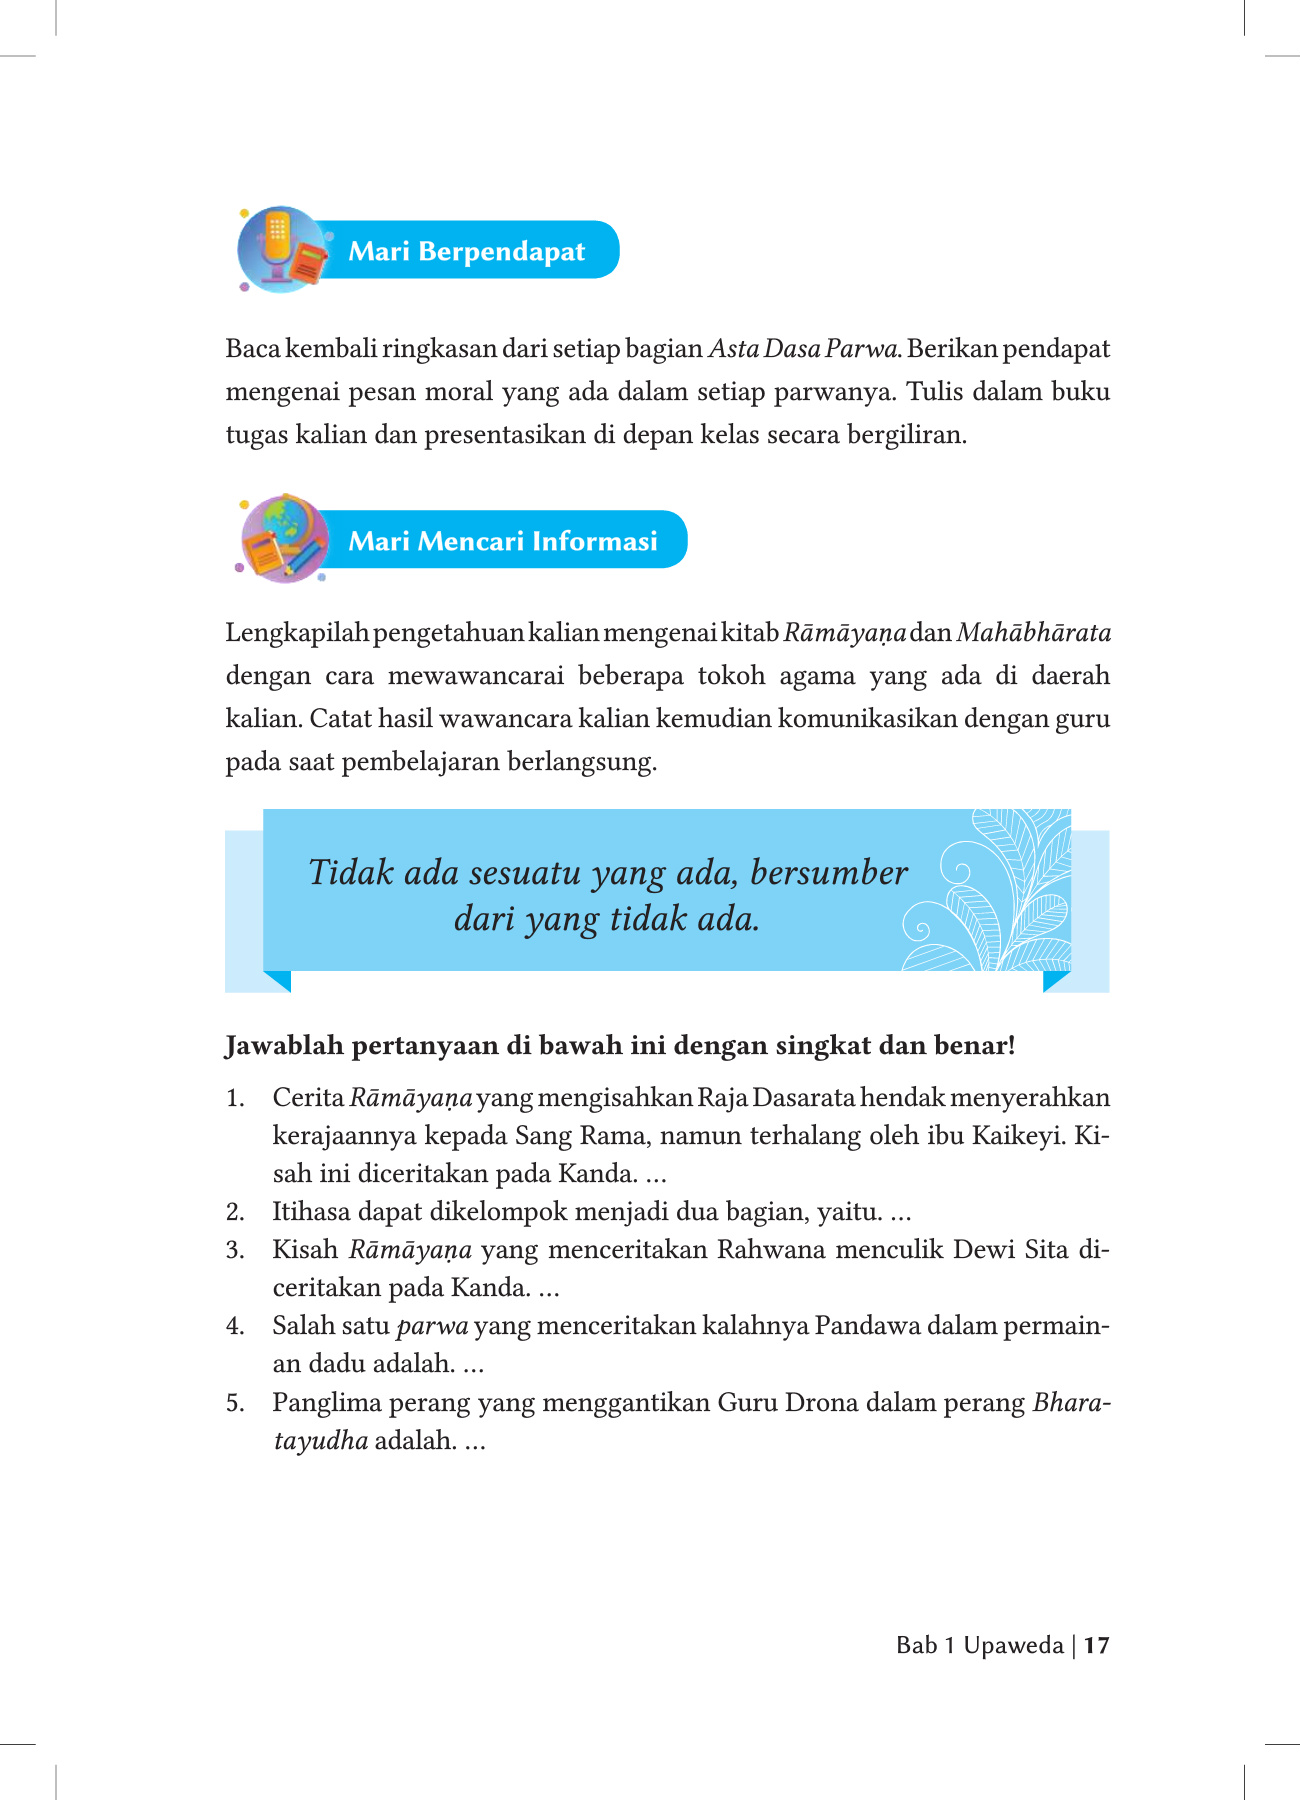 Mari Berpendapat
Baca kembali ringkasan dari setiap bagian Asta Dasa Parwa. Berikan pendapat
mengenai pesan moral yang ada dalam setiap parwanya. Tulis dalam buku
tugas kalian dan presentasikan di depan kelas secara bergiliran.
Mari Mencari Informasi
Lengkapilah pengetahuan kalian mengenai kitab Rāmāyaṇa dan Mahābhārata
dengan cara mewawancarai beberapa tokoh agama yang ada di daerah
kalian. Catat hasil wawancara kalian kemudian komunikasikan dengan guru
pada saat pembelajaran berlangsung.
Tidak ada sesuatu yang ada, bersumber
dari yang tidak ada.
Jawablah pertanyaan di bawah ini dengan singkat dan benar!
1. Cerita Rāmāyaṇa yang mengisahkan Raja Dasarata hendak menyerahkan
kerajaannya kepada Sang Rama, namun terhalang oleh ibu Kaikeyi. Ki-
sah ini diceritakan pada Kanda. …
2. Itihasa dapat dikelompok menjadi dua bagian, yaitu. …
3. Kisah Rāmāyaṇa yang menceritakan Rahwana menculik Dewi Sita di-
ceritakan pada Kanda. …
4. Salah satu parwa yang menceritakan kalahnya Pandawa dalam permain-
an dadu adalah. …
5. Panglima perang yang menggantikan Guru Drona dalam perang Bhara-
tayudha adalah. …
Bab 1 Upaweda | 17